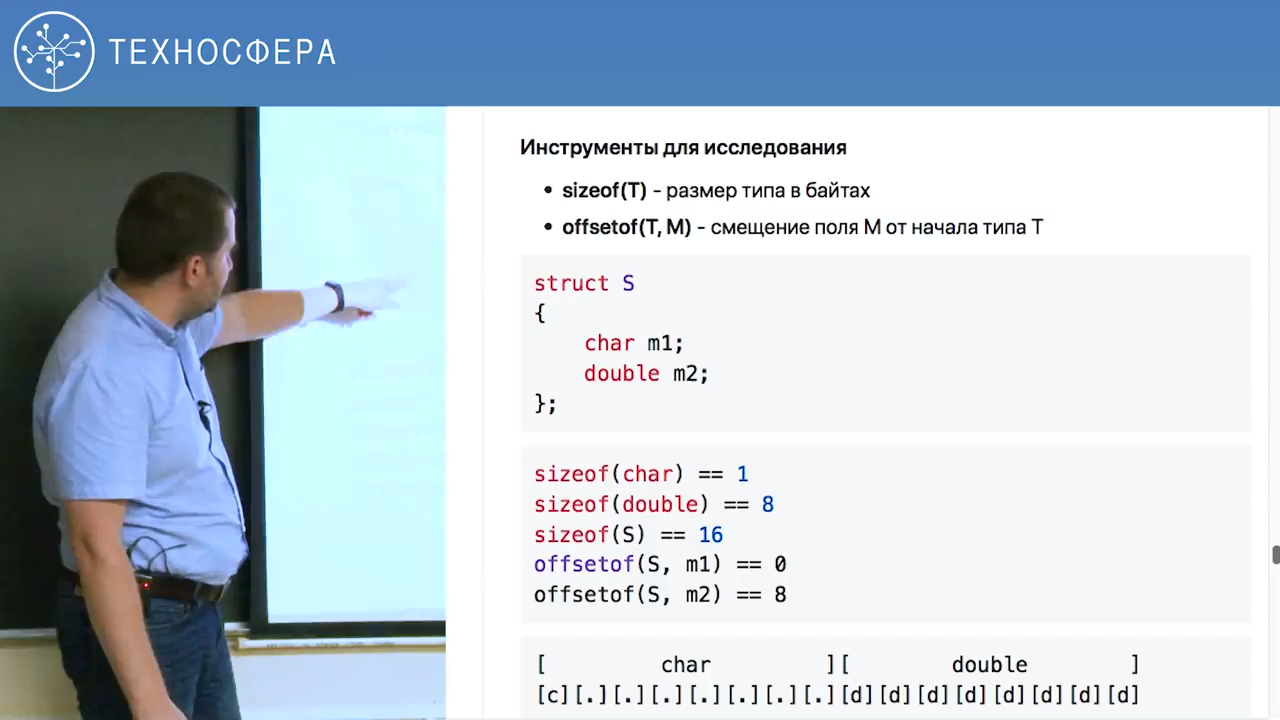 ТЕХНОСФЕРА
Инструменты для исследования
• sizeof(T) - размер типа в байтах
• offsetof(T, M) - смещение поля M от начала типа T
struct S
{
    char m1;
    double m2;
};
sizeof(char) == 1
sizeof(double) == 8
sizeof(S) == 16
offsetof(S, m1) == 0
offsetof(S, m2) == 8
[         char         ][        double        ]
[c][.][.][.][.][.][.][.][d][d][d][d][d][d][d][d]